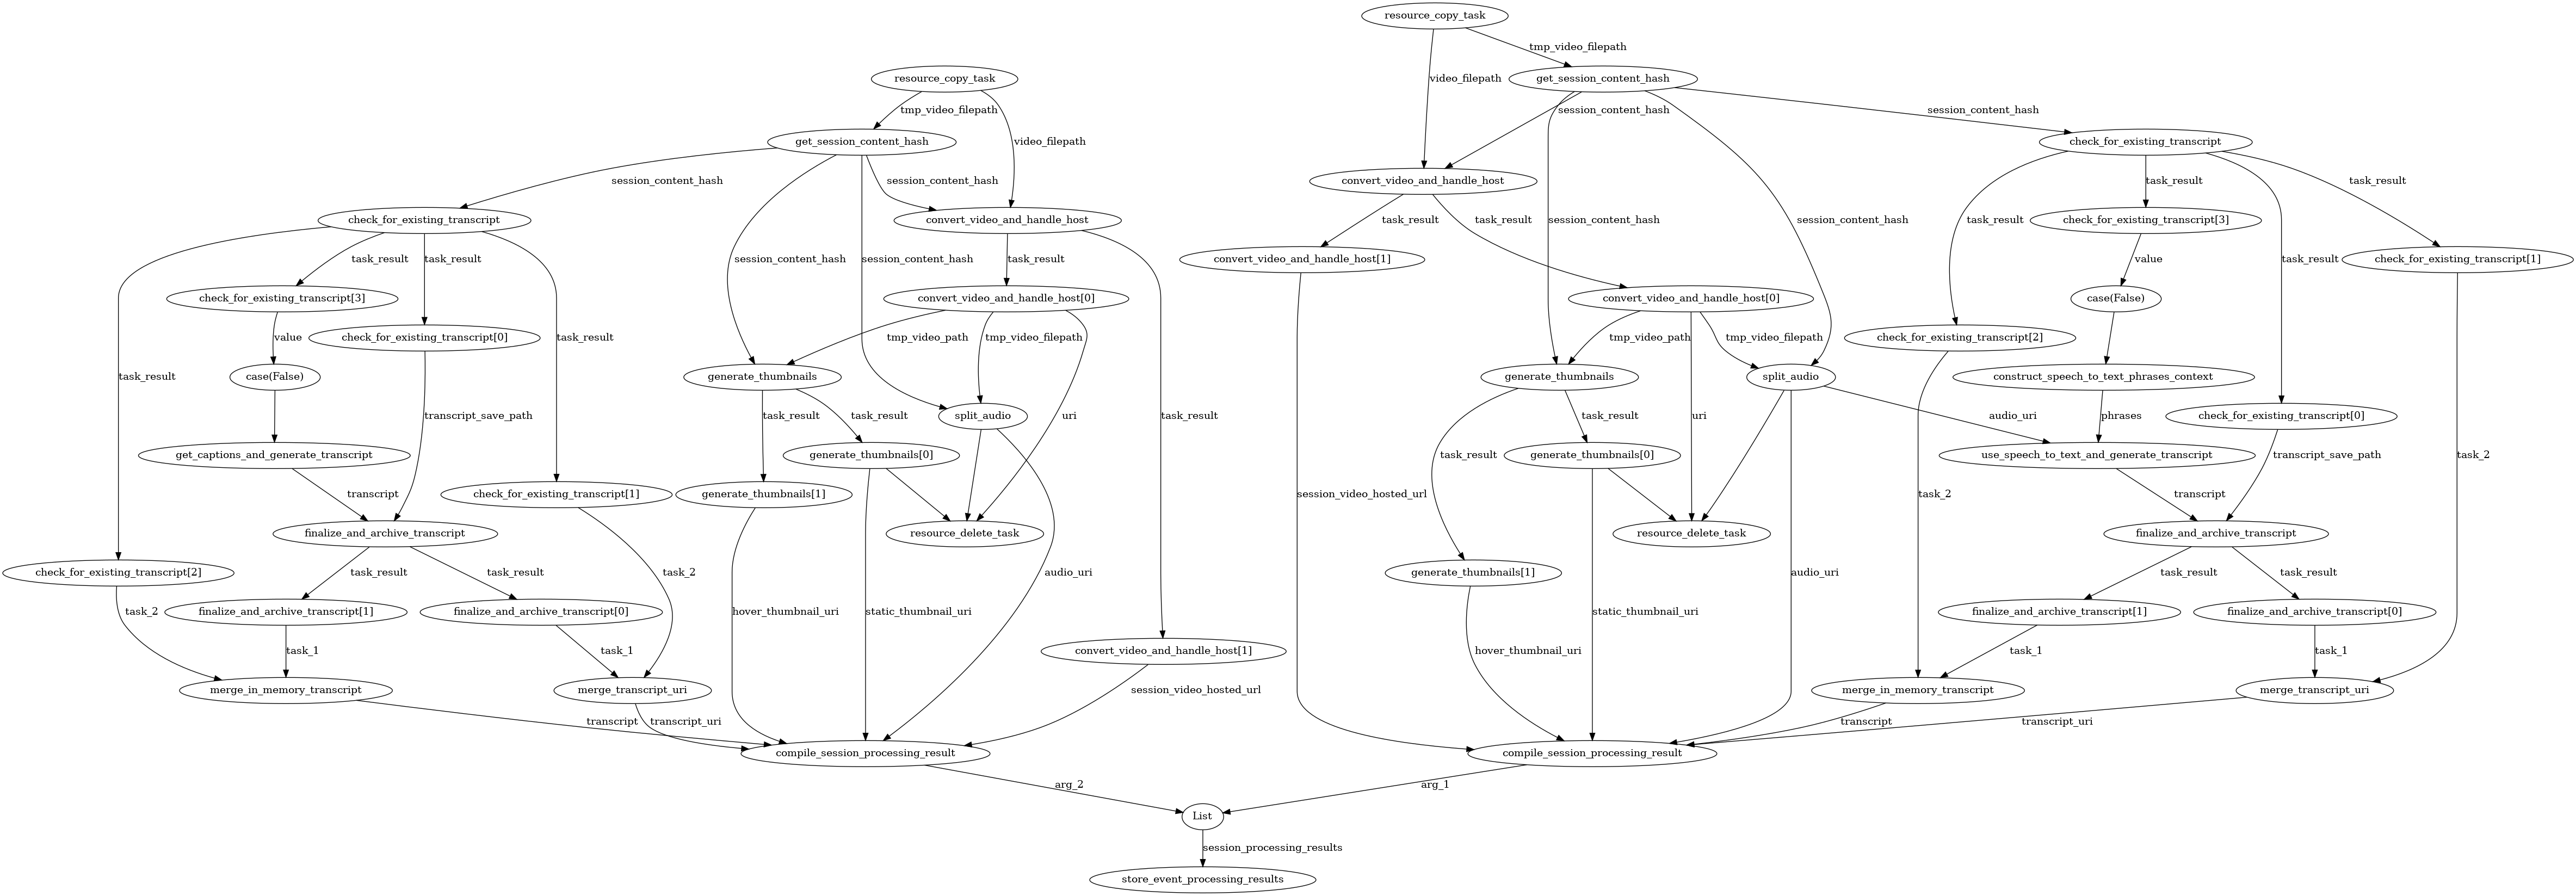 resource_copy_task
tmp_video_filepath
resource_copy_task
video_filepath
get_session_content_hash
tmp_video_filepath
session_content_hash
session_content_hash
get_session_content_hash
video_filepath
check_for_existing_transcript
session_content_hash
session_content_hash
convert_video_and_handle_host
task_result
task_result
check_for_existing_transcript
convert_video_and_handle_host
task_result
task_result
task_result
session_content_hash
session_content_hash
task_result
check_for_existing_transcript[3]
task_result
task_result
session_content_hash
session_content_hash
task_result
convert_video_and_handle_host[1]
value
task_result
check_for_existing_transcript[1]
check_for_existing_transcript[3]
convert_video_and_handle_host[0]
convert_video_and_handle_host[0]
case(False)
value
check_for_existing_transcript[0]
task_result
tmp_video_path
tmp_video_filepath
tmp_video_path
tmp_video_filepath
check_for_existing_transcript[2]
task_result
case(False)
generate_thumbnails
generate_thumbnails
split_audio
construct_speech_to_text_phrases_context
transcript_save_path
task_result
task_result
split_audio
uri
task_result
task_result
uri
audio_uri
phrases
check_for_existing_transcript[0]
get_captions_and_generate_transcript
generate_thumbnails[0]
task_result
generate_thumbnails[0]
use_speech_to_text_and_generate_transcript
transcript_save_path
task_2
transcript
check_for_existing_transcript[1]
generate_thumbnails[1]
session_video_hosted_url
task_2
transcript
finalize_and_archive_transcript
resource_delete_task
resource_delete_task
finalize_and_archive_transcript
check_for_existing_transcript[2]
task_result
task_result
task_2
audio_uri
generate_thumbnails[1]
audio_uri
task_result
task_result
task_2
finalize_and_archive_transcript[1]
finalize_and_archive_transcript[0]
hover_thumbnail_uri
static_thumbnail_uri
static_thumbnail_uri
finalize_and_archive_transcript[1]
finalize_and_archive_transcript[0]
task_1
task_1
convert_video_and_handle_host[1]
hover_thumbnail_uri
task_1
task_1
merge_in_memory_transcript
merge_transcript_uri
session_video_hosted_url
merge_in_memory_transcript
merge_transcript_uri
transcript
transcript_uri
transcript
transcript_uri
compile_session_processing_result
compile_session_processing_result
arg_2
arg_1
List
session_processing_results
store_event_processing_results